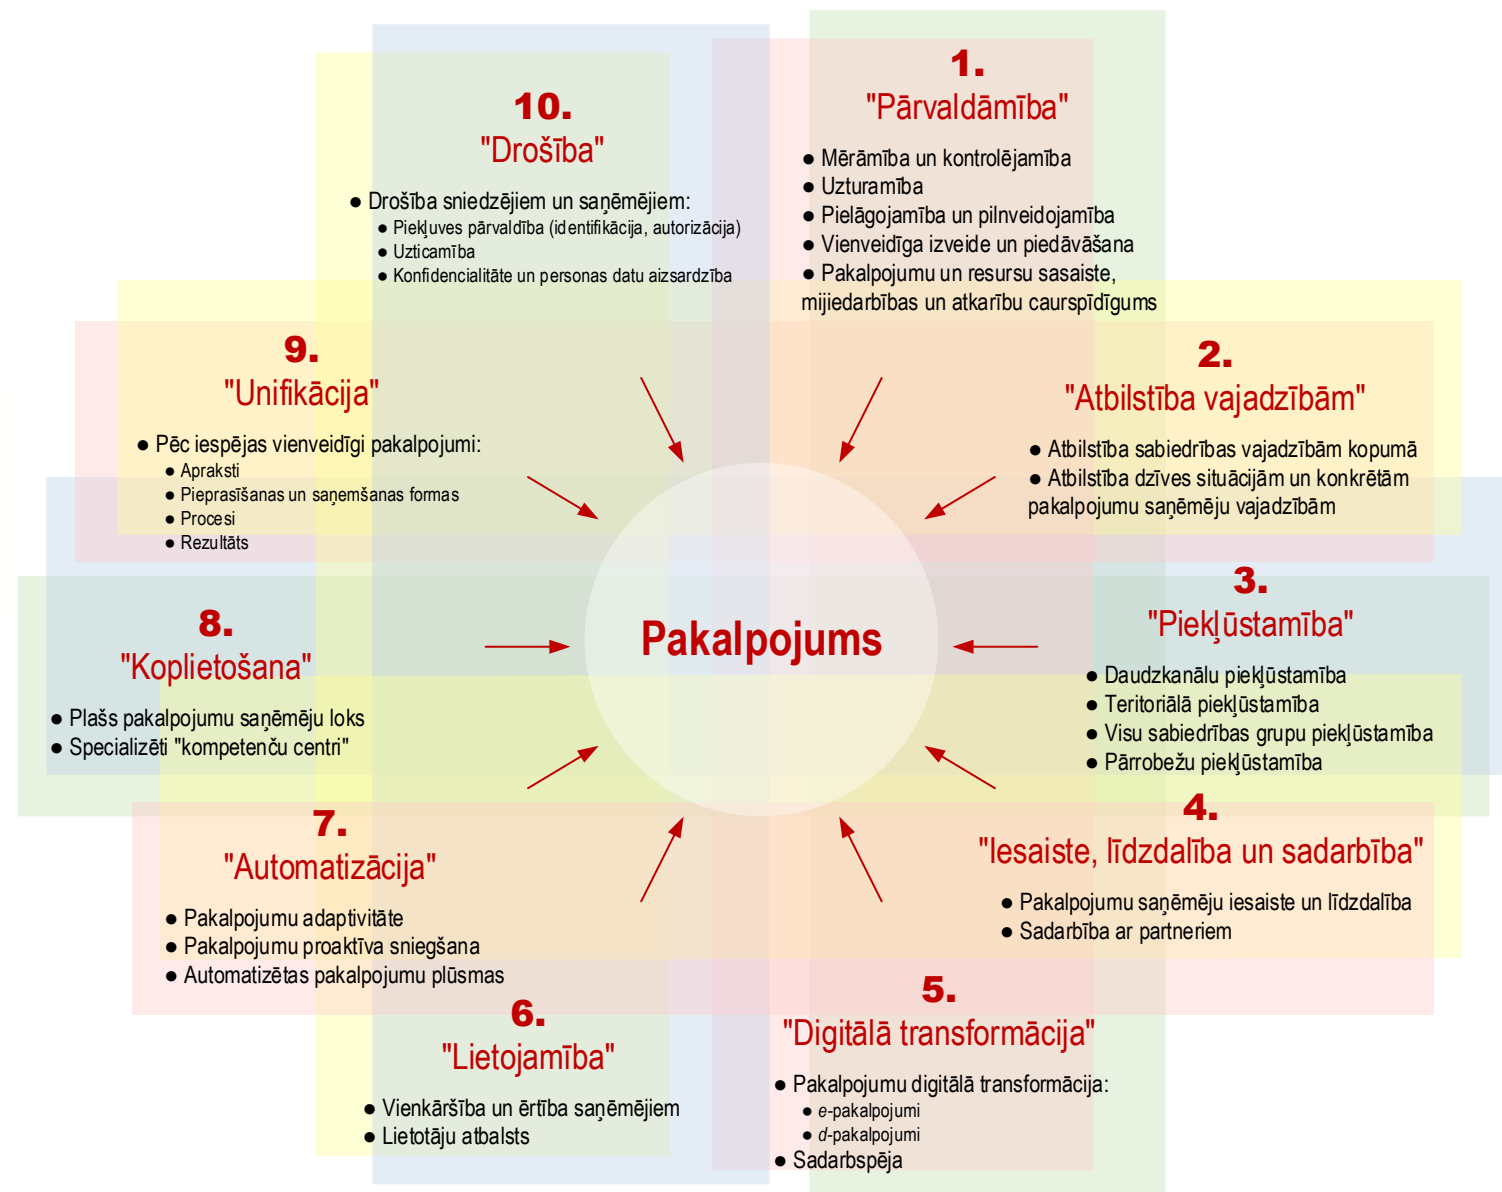 1.
"Pārvaldāmība"
● Mērāmība un kontrolējamība
● Uzturamība
● Pielāgojamība un pilnveidojamība
● Vienveidīga izveide un piedāvāšana
● Pakalpojumu un resursu sasaiste,
mijiedarbības un atkarību caurspīdīgums
2.
"Atbilstība vajadzībām"
● Atbilstība sabiedrības vajadzībām kopumā
● Atbilstība dzīves situācijām un konkrētām
pakalpojumu saņēmēju vajadzībām
3.
"Piekļūstamība"
● Daudzkanālu piekļūstamība
● Teritoriālā piekļūstamība
● Visu sabiedrības grupu piekļūstamība
● Pārrobežu piekļūstamība
4.
"Iesaiste, līdzdalība un sadarbība"
● Pakalpojumu saņēmēju iesaiste un līdzdalība
● Sadarbība ar partneriem
5.
"Digitālā transformācija"
● Pakalpojumu digitālā transformācija:
● e-pakalpojumi
● d-pakalpojumi
● Sadarbspēja
6.
"Lietojamība"
● Vienkāršība un ērtība saņēmējiem
● Lietotāju atbalsts
7.
"Automatizācija"
● Pakalpojumu adaptivitāte
● Pakalpojumu proaktīva sniegšana
● Automatizētas pakalpojumu plūsmas
8.
"Koplietošana"
● Plašs pakalpojumu saņēmēju loks
● Specializēti "kompetenču centri"
9.
"Unifikācija"
● Pēc iespējas vienveidīgi pakalpojumi:
● Apraksti
● Pieprasīšanas un saņemšanas formas
● Procesi
● Rezultāts
10.
"Drošība"
● Drošība sniedzējiem un saņēmējiem:
● Piekļuves pārvaldība (identifikācija, autorizācija)
● Uzticamība
● Konfidencialitāte un personas datu aizsardzība
Pakalpojums